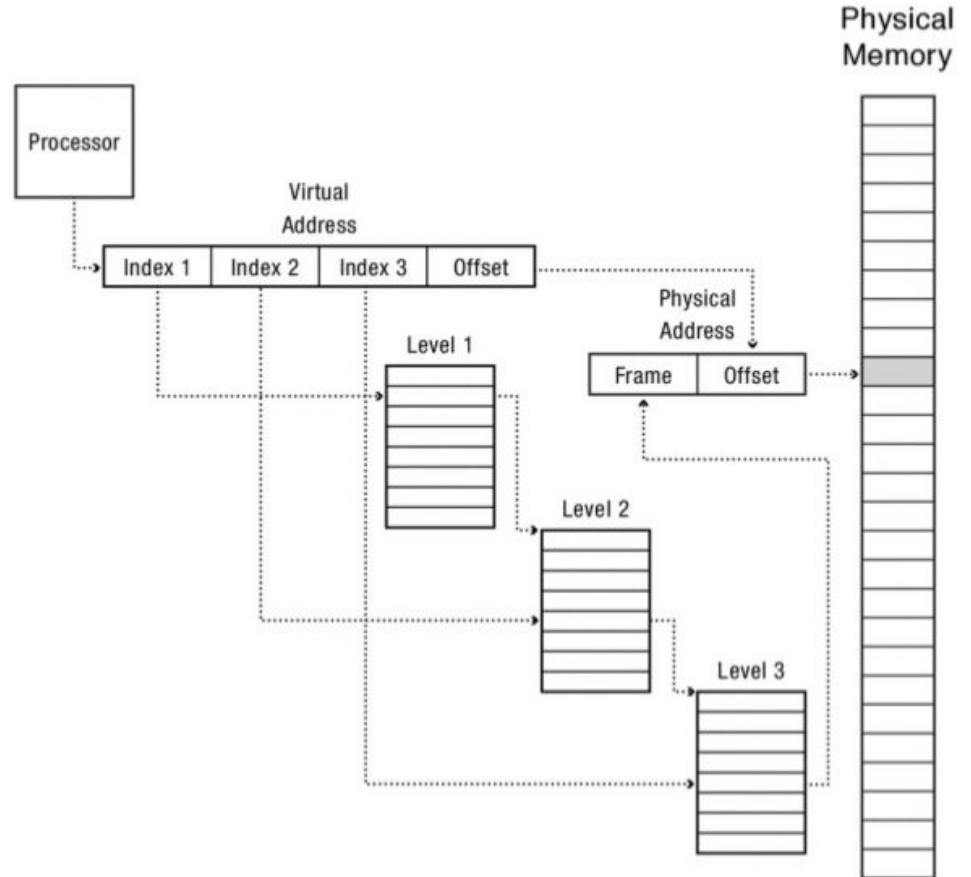 Physical
Memory
Processor
Virtual
Address
Index 1 Index 2 Index 3 Offset
Physical
Address
Level 1
Frame Offset
Level 2
Level 3